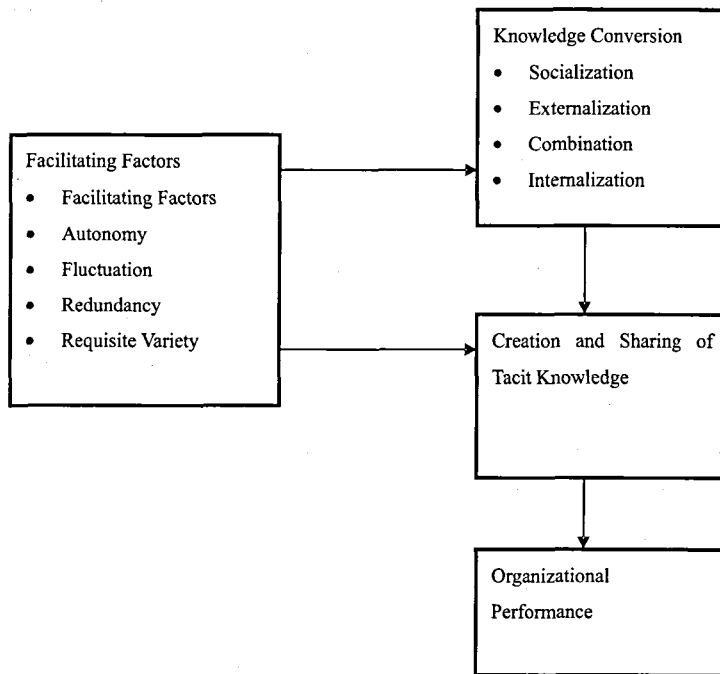 Knowledge Conversion
• Socialization
• Externalization
• Combination
• Internalization
Facilitating Factors
• Facilitating Factors
• Autonomy
• Fluctuation
• Redundancy
• Requisite Variety
Creation and Sharing of
Tacit Knowledge
Organizational
Performance